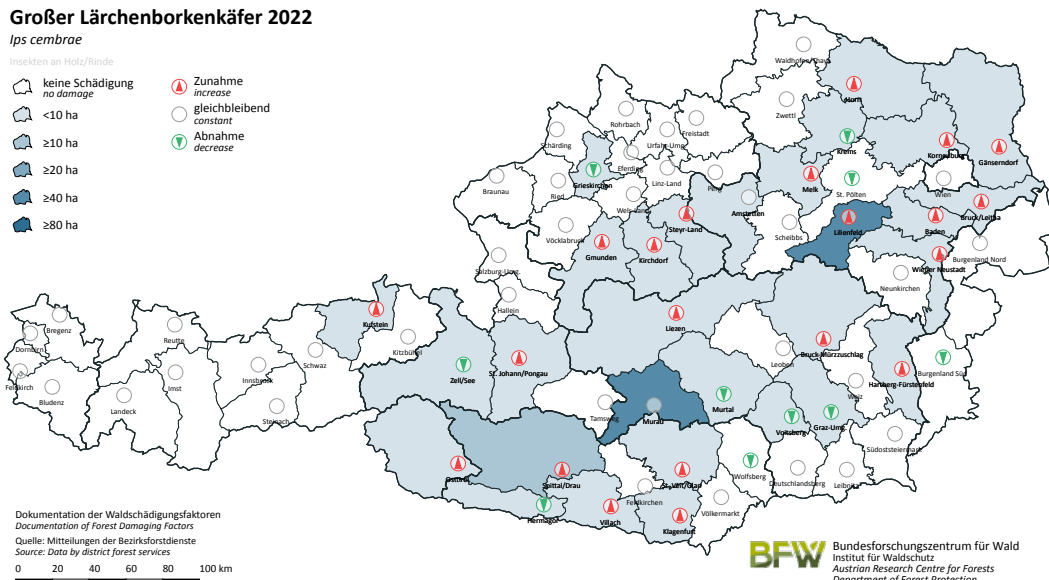 Großer Lärchenborkenkäfer 2022
Ips cembrae
Insekten an Holz/Rinde
keine Schädigung
no damage
<10 ha
≥10 ha
≥20 ha
≥40 ha
≥80 ha
Zunahme
increase
gleichbleibend
constant
Abnahme
decrease
Waidhofen/Thaya
Horn
Zwettl
Rohrbach
Freistadt
Schärding
Urfahr-Umg.
Krems
Korneuburg
Gänserndorf
Eferding
Grieskirchen
Linz-Land
Perg
Melk
St. Pölten
Wien
Braunau
Ried
Wels-Land
Amstetten
Steyr-Land
Lilienfeld
Baden
Bruck/Leitha
Vöcklabruck
Scheibbs
Gmunden
Kirchdorf
Wiener Neustadt
Burgenland Nord
Salzburg-Umg.
Neunkirchen
Hallein
Bregenz
Kufstein
Liezen
Reutte
Dornbirn
Kitzbühel
Bruck-Mürzzuschlag
Schwaz
St. Johann/Pongau
Leoben
Feldkirch
Imst
Innsbruck
Zell/See
Hartberg-Fürstenfeld
Burgenland Süd
Bludenz
Landeck
Steinach
Tamsweg
Murau
Murtal
Weiz
Voitsberg
Graz-Umg.
Südoststeiermark
Osttirol
Spittal/Drau
St. Veit/Glan
Wolfsberg
Deutschlandsberg
Leibnitz
Feldkirchen
Hermagor
Villach
Klagenfurt
Völkermarkt
Dokumentation der Waldschädigungsfaktoren
Documentation of Forest Damaging Factors
Quelle: Mitteilungen der Bezirksforstdienste
Source: Data by district forest services
0 20 40 60 80 100 km
BFW
Bundesforschungszentrum für Wald
Institut für Waldschutz
Austrian Research Centre for Forests
Department of Forest Protection